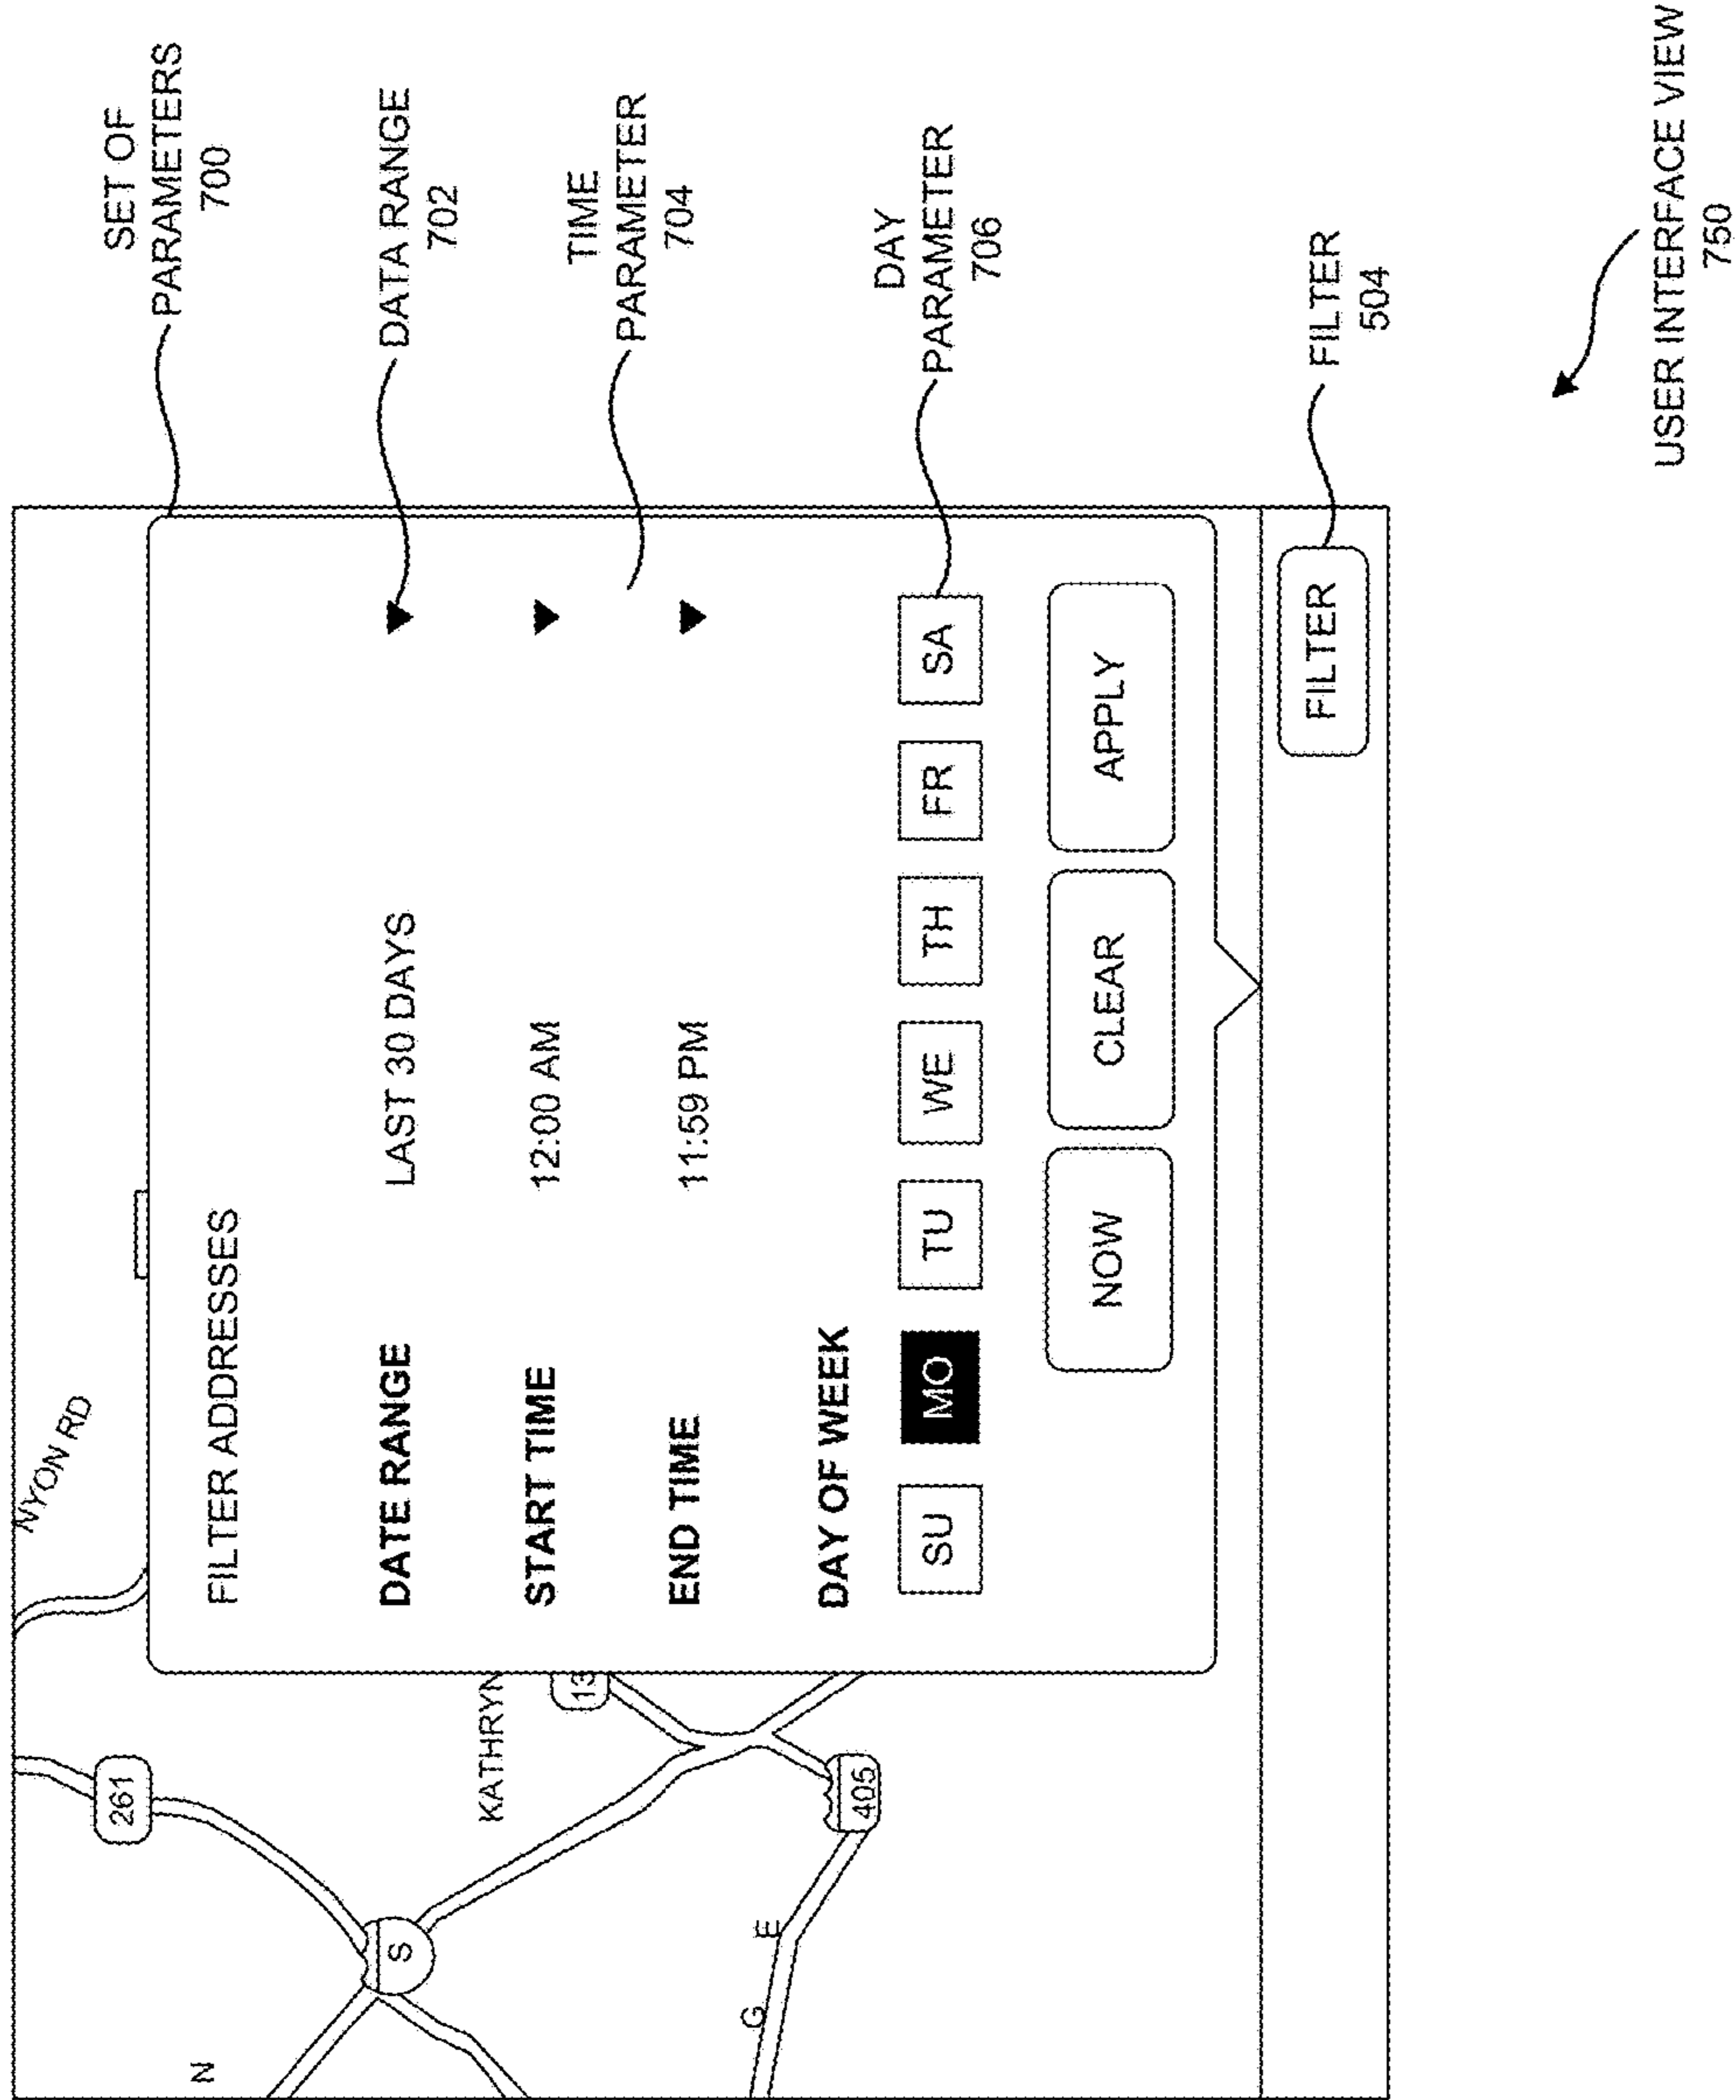 NYON RD
261
S
N
KATHRYN
13
405
G
E
FILTER ADDRESSES
DATE RANGE LAST 30 DAYS
START TIME 12:00 AM
END TIME 11:59 PM
DAY OF WEEK
SU MO TU WE TH FR SA
NOW CLEAR APPLY
FILTER
SET OF
PARAMETERS
700
DATA RANGE
702
TIME
PARAMETER
704
DAY
PARAMETER
706
FILTER
504
USER INTERFACE VIEW
750